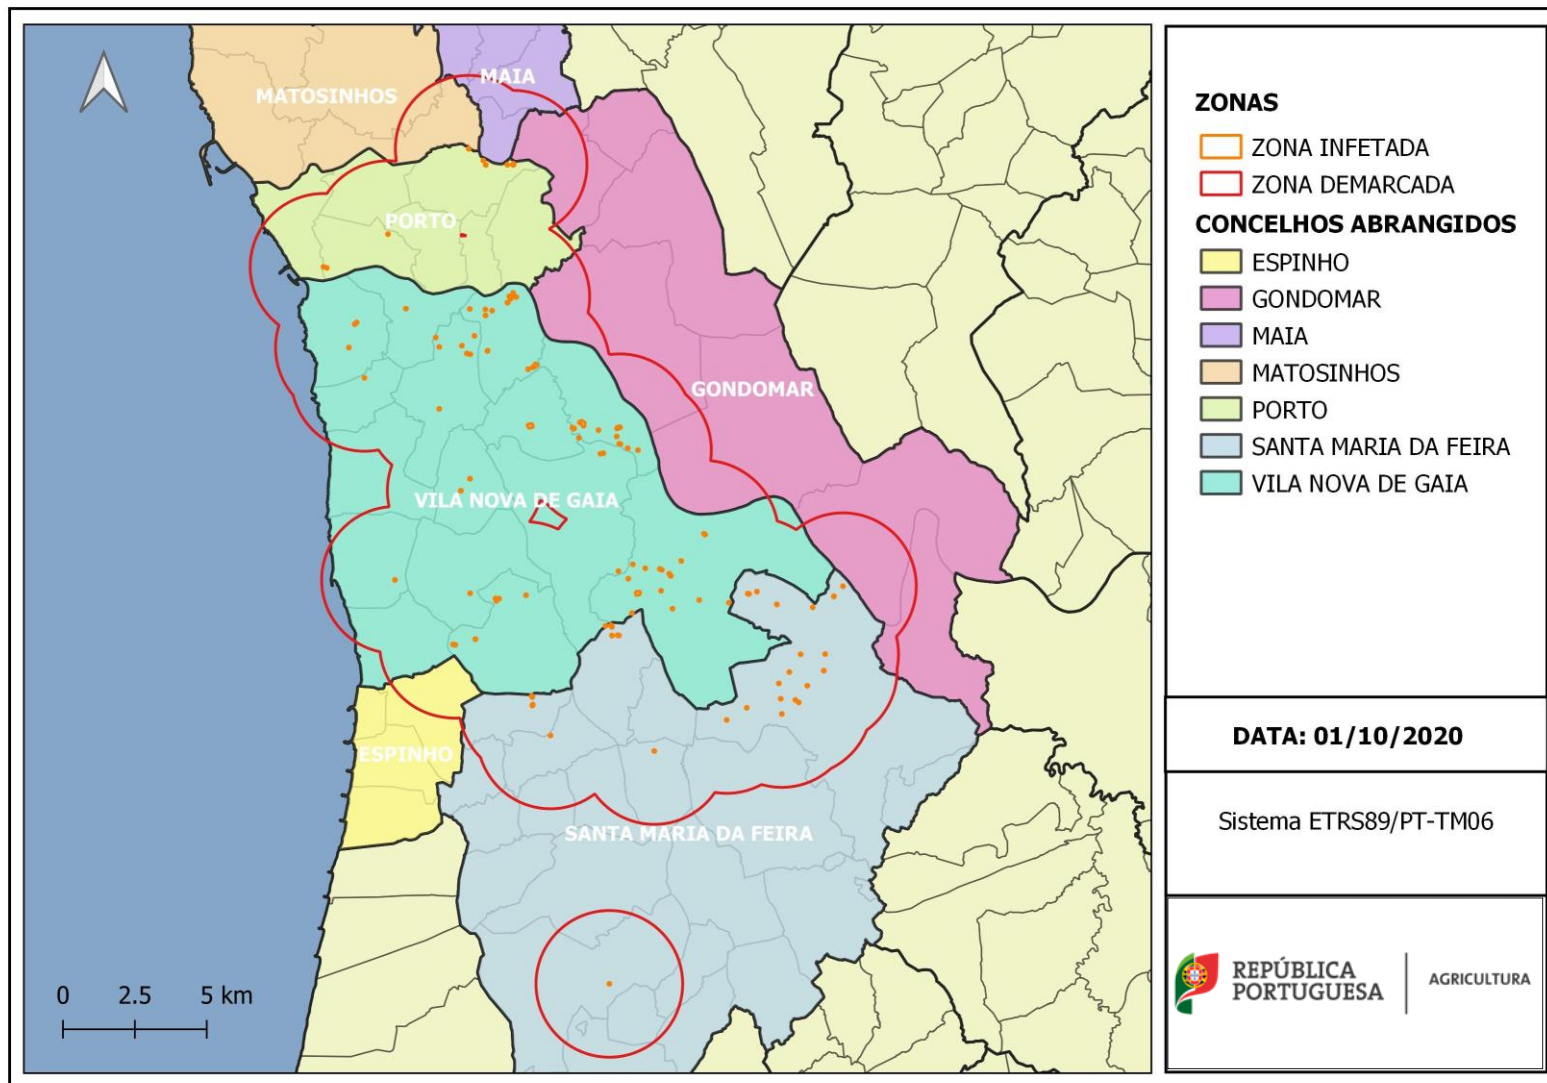 MAIA
MATOSINHOS
PORTO
GONDOMAR
VILA NOVA DE GAIA
ESPINHO
SANTA MARIA DA FEIRA
0 2.5 5 km
ZONAS
ZONA INFETADA
ZONA DEMARCADA
CONCELHOS ABRANGIDOS
ESPINHO
GONDOMAR
MAIA
MATOSINHOS
PORTO
SANTA MARIA DA FEIRA
VILA NOVA DE GAIA
DATA: 01/10/2020
Sistema ETRS89/PT-TM06
REPÚBLICA
PORTUGUESA
AGRICULTURA